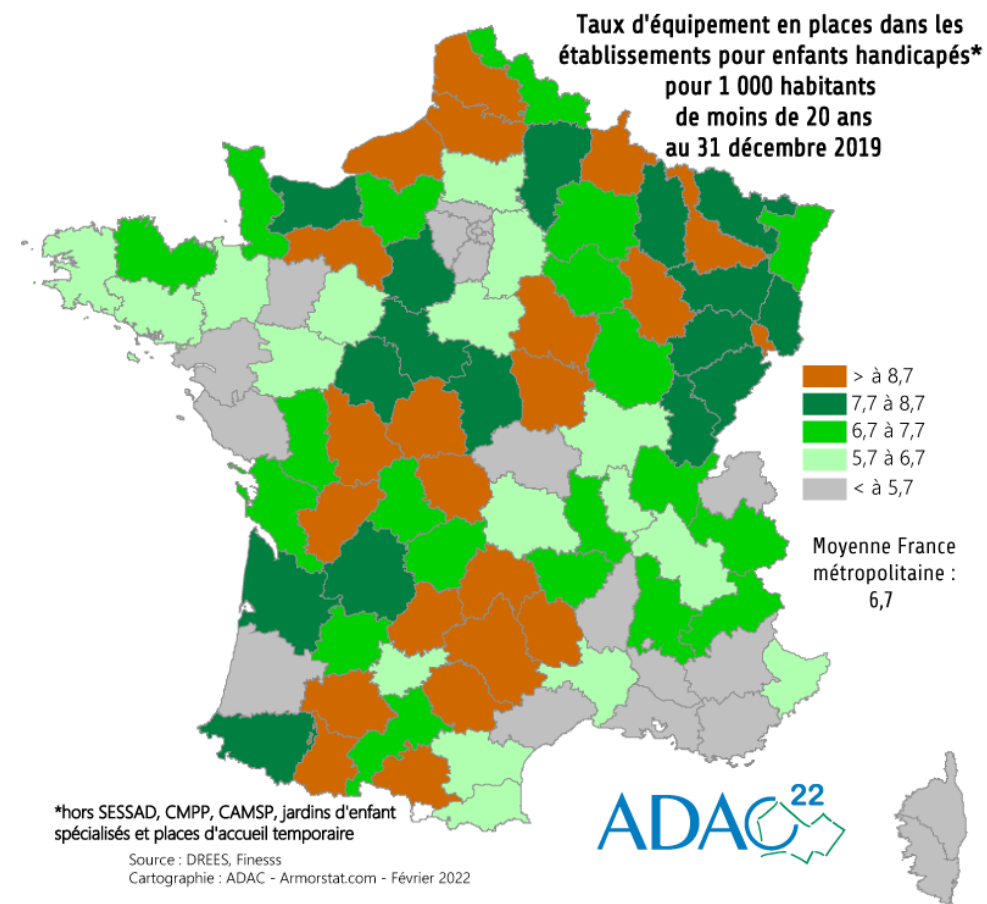 Taux d'équipement en places dans les
établissements pour enfants handicapés*
pour 1 000 habitants
de moins de 20 ans
au 31 décembre 2019
> à 8,7
7,7 à 8,7
6,7 à 7,7
5,7 à 6,7
< à 5,7
Moyenne France
métropolitaine :
6,7
*hors SESSAD, CMPP, CAMSP, jardins d'enfant
spécialisés et places d'accueil temporaire
Source : DREES, Finesss
Cartographie : ADAC - Armorstat.com - Février 2022
ADAC 22